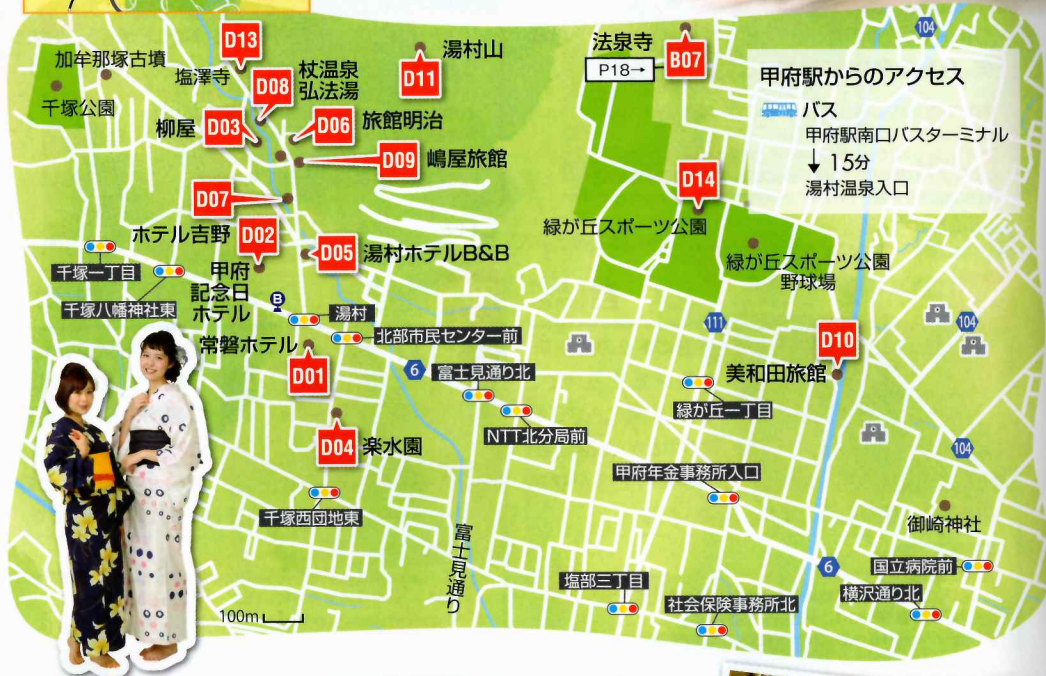 D13
加牟那塚古墳
塩澤寺
千塚公園
D08
杖温泉
弘法湯
D11
湯村山
法泉寺
P18→
B07
104
甲府駅からのアクセス
バス
甲府駅南口バスターミナル
↓ 15分
湯村温泉入口
柳屋
D03
D06
旅館明治
D09
嶋屋旅館
D07
D14
緑が丘スポーツ公園
緑が丘スポーツ公園
野球場
ホテル吉野
D02
D05
湯村ホテルB&B
千塚一丁目
千塚八幡神社東
甲府
記念日
ホテル
B
湯村
北部市民センター前
常磐ホテル
D01
6
富士見通り北
NTT北分局前
111
104
D10
美和田旅館
緑が丘一丁目
D04
楽水園
千塚西団地東
104
甲府年金事務所入口
御崎神社
富士見通り
6
国立病院前
横沢通り北
塩部三丁目
社会保険事務所北
100m